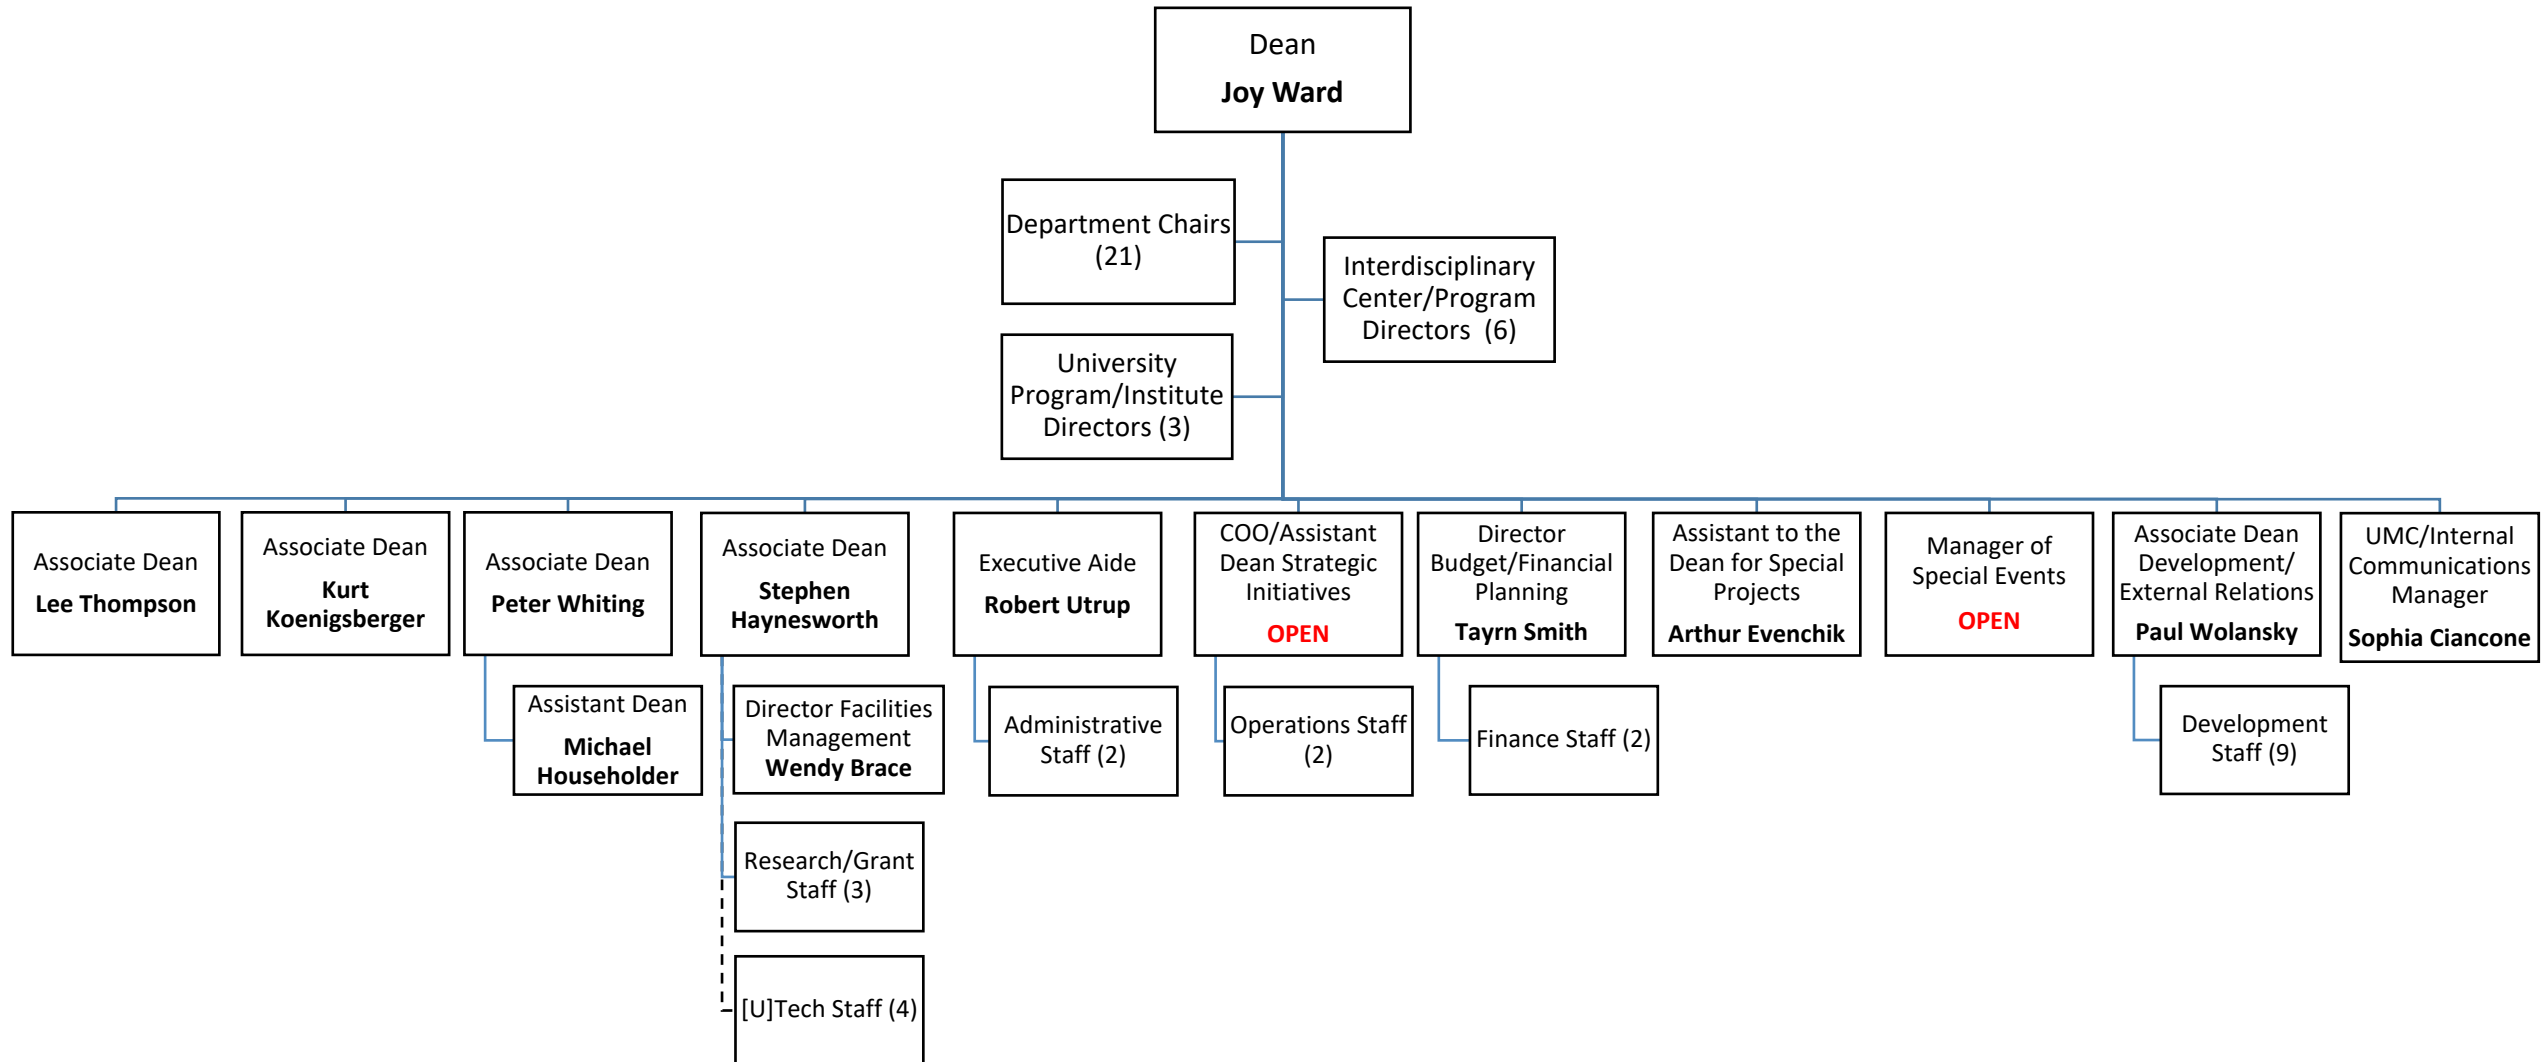 Dean
Joy Ward
Department Chairs
(21)
Interdisciplinary
Center/Program
Directors  (6)
University
Program/Institute
Directors (3)
Associate Dean
Lee Thompson
Associate Dean
Kurt
Koenigsberger
Associate Dean
Peter Whiting
Associate Dean
Stephen
Haynesworth
Executive Aide
Robert Utrup
COO/Assistant
Dean Strategic
Initiatives
OPEN
Director
Budget/Financial
Planning
Tayrn Smith
Assistant to the
Dean for Special
Projects
Arthur Evenchik
Manager of
Special Events
OPEN
Associate Dean
Development/
External Relations
Paul Wolansky
UMC/Internal
Communications
Manager
Sophia Ciancone
Assistant Dean
Michael
Householder
Director Facilities
Management
Wendy Brace
Administrative
Staff (2)
Operations Staff
(2)
Finance Staff (2)
Development
Staff (9)
Research/Grant
Staff (3)
[U]Tech Staff (4)